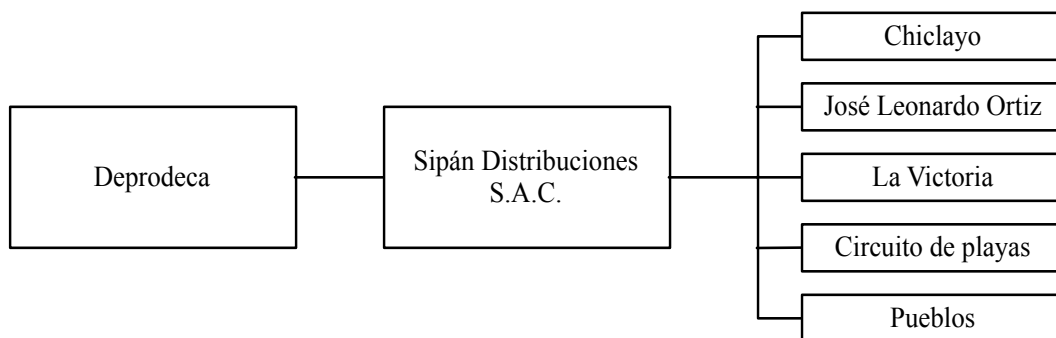 Deprodeca
Sipán Distribuciones
S.A.C.
Chiclayo
José Leonardo Ortiz
La Victoria
Circuito de playas
Pueblos